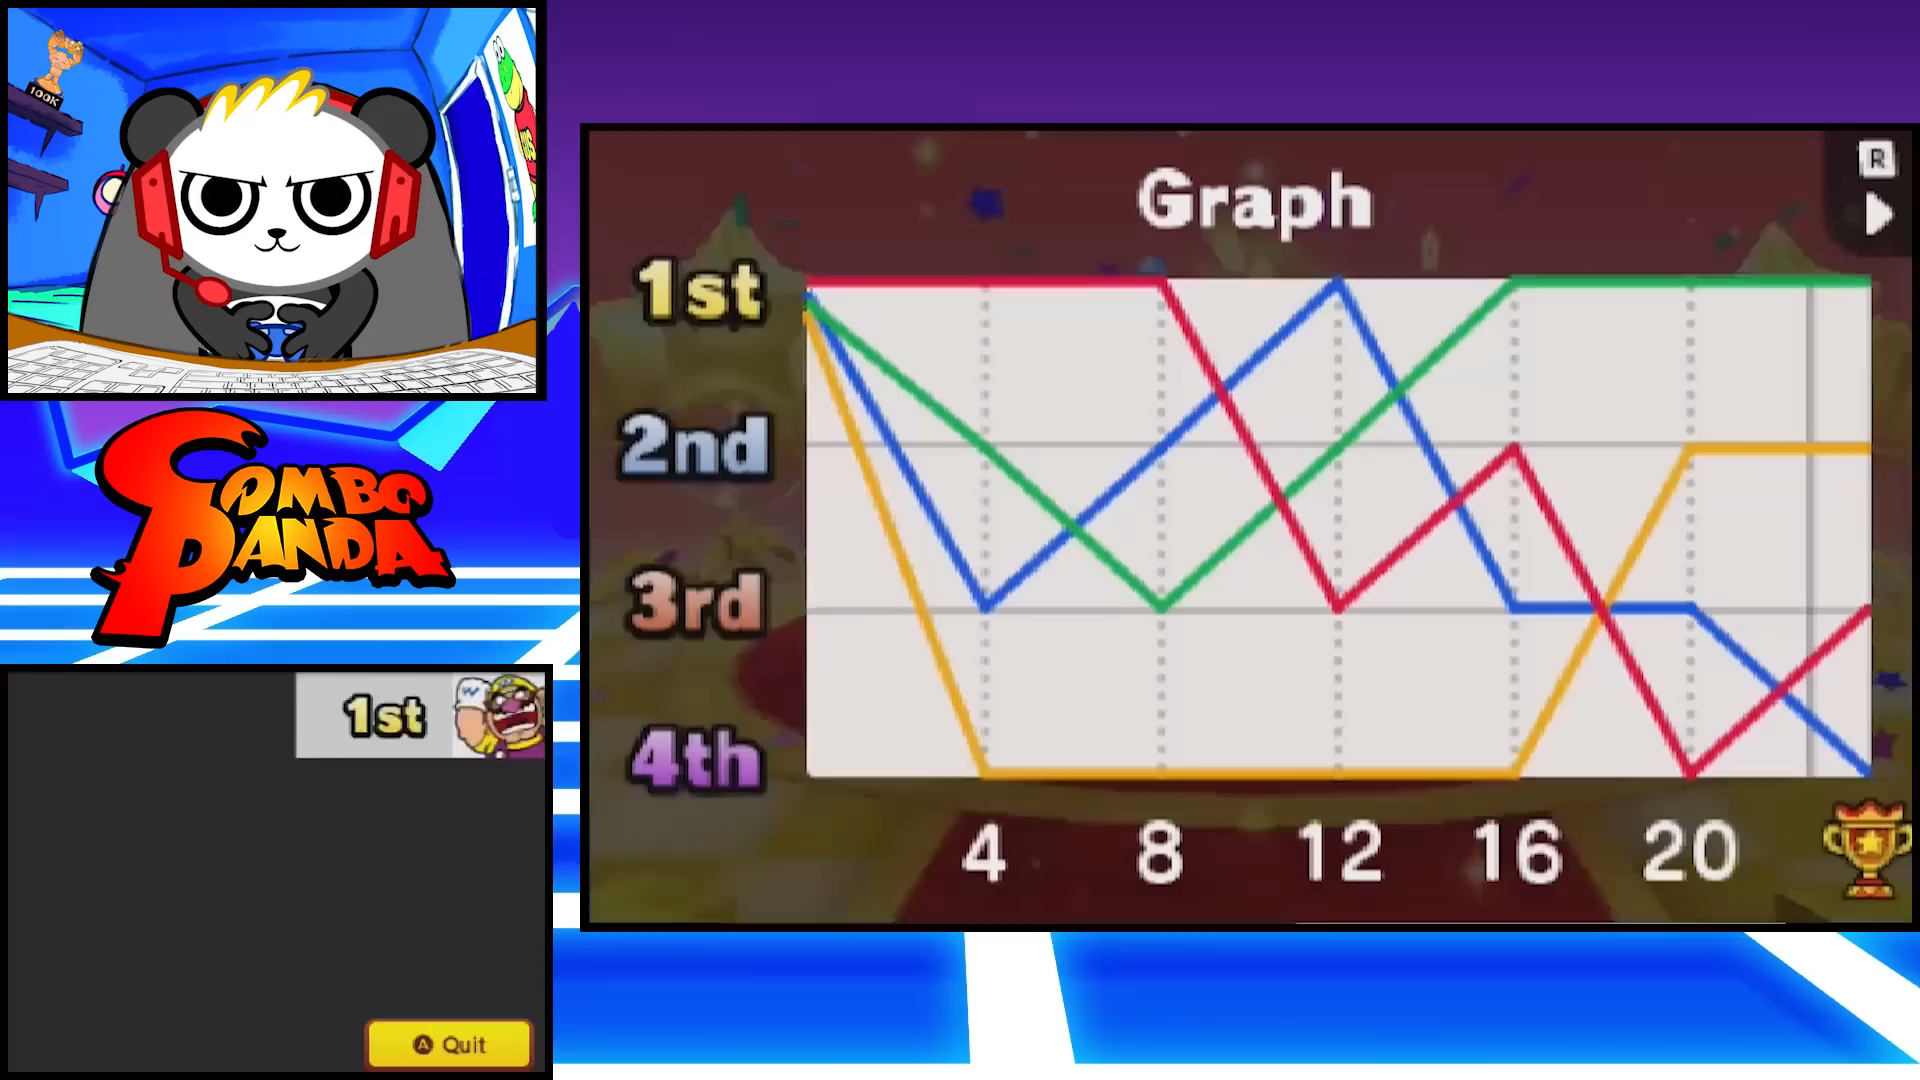 100K
COMBO
PANDA
1st
A Quit
Graph
R
1st
2nd
3rd
4th
4 8 12 16 20